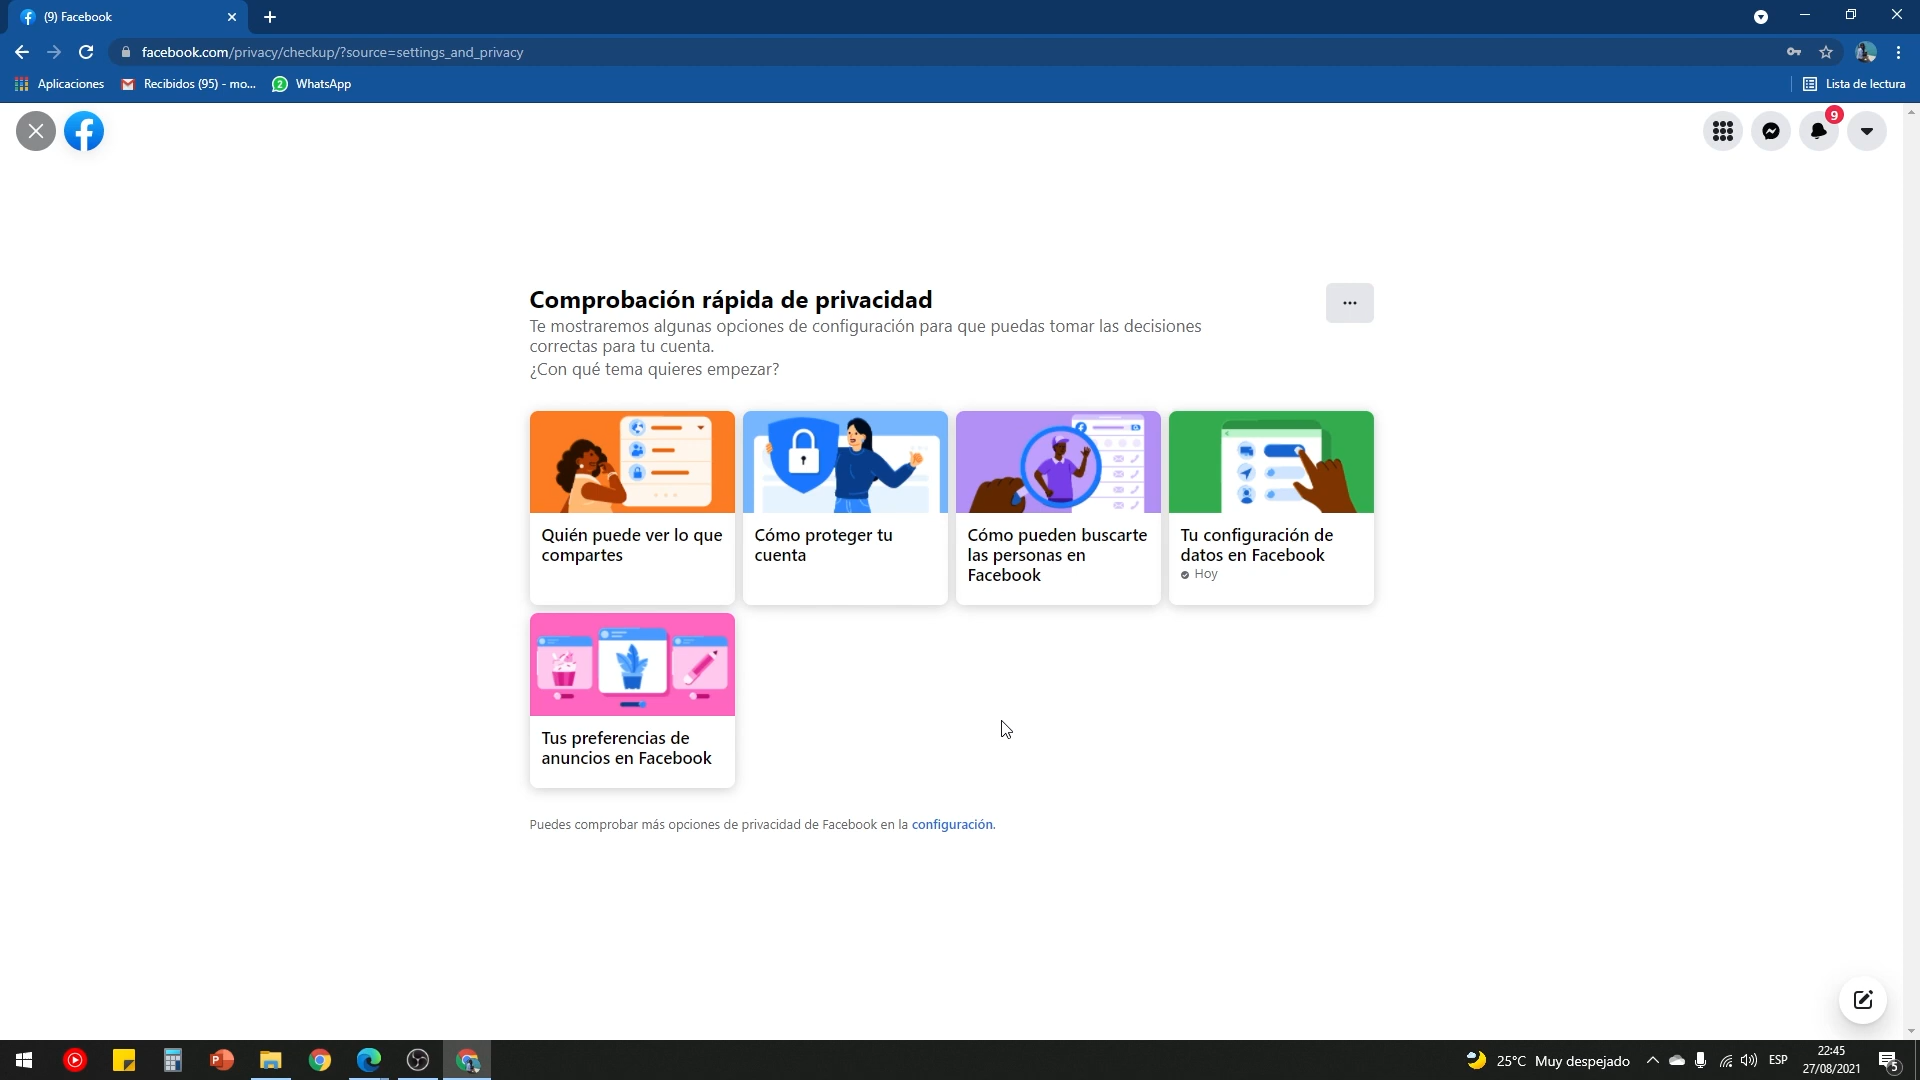 (9) Facebook
facebook.com/privacy/checkup/?source=settings_and_privacy
Aplicaciones
Recibidos (95) - mo...
2
WhatsApp
Lista de lectura
9
Comprobación rápida de privacidad
Te mostraremos algunas opciones de configuración para que puedas tomar las decisiones
correctas para tu cuenta.
¿Con qué tema quieres empezar?
Quién puede ver lo que
compartes
Cómo proteger tu
cuenta
Cómo pueden buscarte
las personas en
Facebook
Tu configuración de
datos en Facebook
Hoy
Tus preferencias de
anuncios en Facebook
Puedes comprobar más opciones de privacidad de Facebook en la configuración.
25°C Muy despejado
ESP
22:45
27/08/2021
5